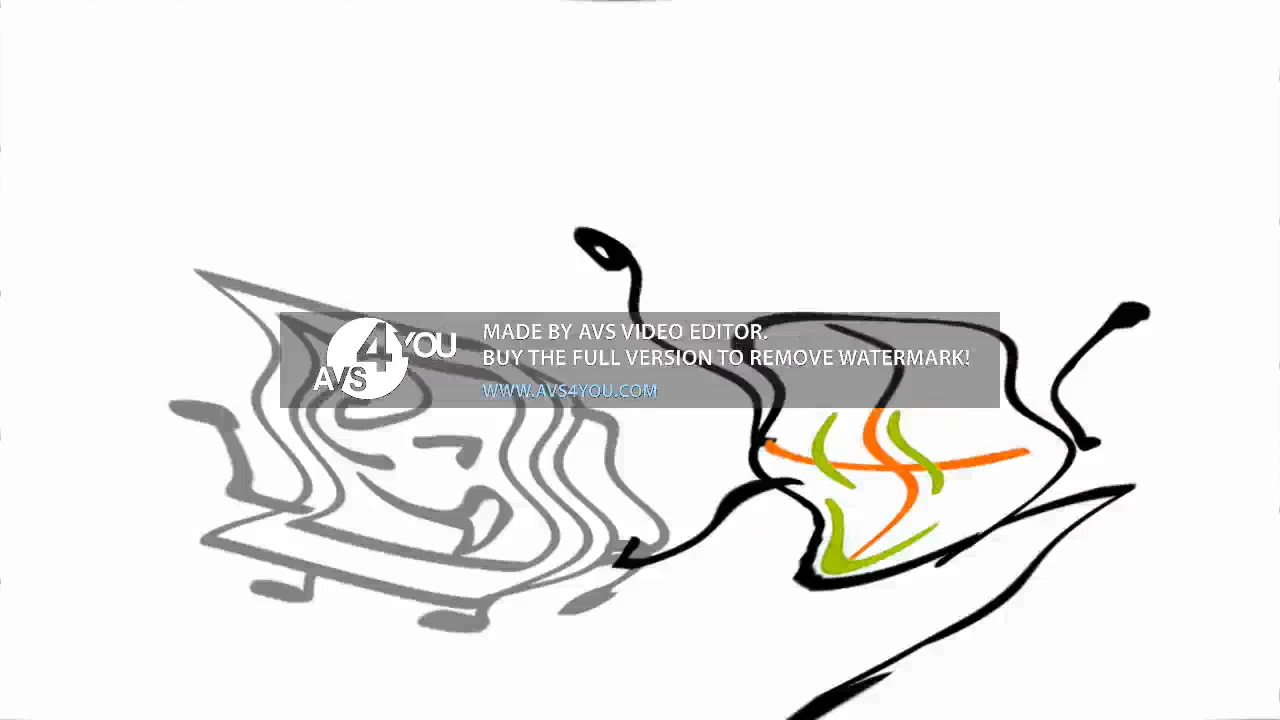 AVS4YOU
MADE BY AVS VIDEO EDITOR.
BUY THE FULL VERSION TO REMOVE WATERMARK!
WWW.AVS4YOU.COM